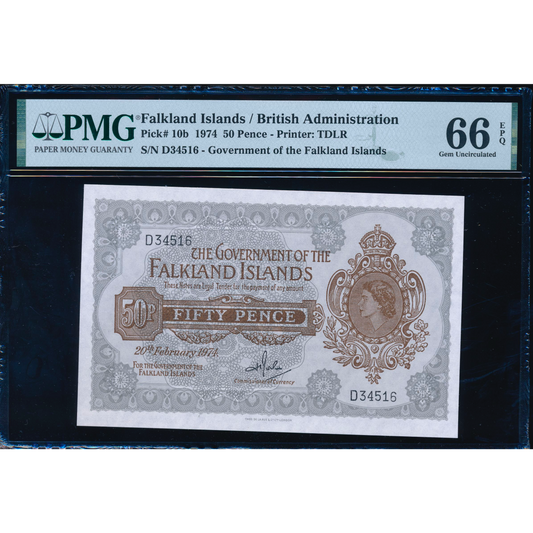 PMG
PAPER MONEY GUARANTY
Falkland Islands / British Administration
Pick# 10b 1974 50 Pence - Printer: TDLR
S/N D34516 - Government of the Falkland Islands
66 EPQ
Gem Uncirculated
D34516
THE GOVERNMENT OF THE
FALKLAND ISLANDS
These Notes are Legal Tender for the payment of any amount
50P
FIFTY PENCE
20th February 1974
FOR THE GOVERNMENT OF THE
FALKLAND ISLANDS
Commissioner of Currency
D34516